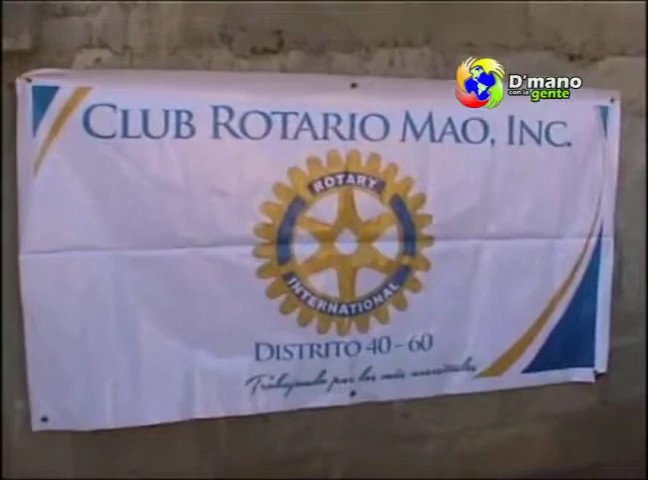 D'mano
con la
gente
CLUB ROTARIO MAO, INC.
ROTARY
INTERNATIONAL
DISTRITO 40 - 60
Trabajando por los más necesitados